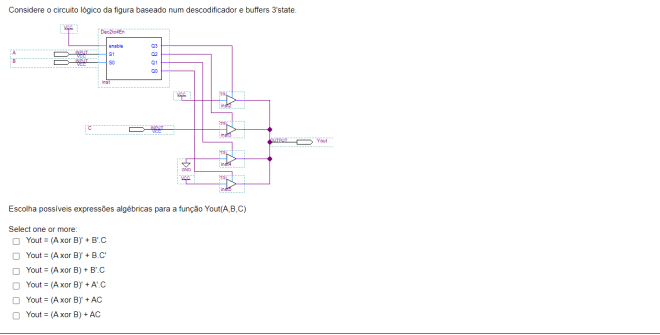 Considere o circuito lógico da figura baseado num descodificador e buffers 3'state.
VCC
Dec2to4En
enable Q3
A INPUT VCC S1 Q2
B INPUT VCC S0 Q1
Q0
inst
VCC TRI
inst2
C INPUT VCC TRI
inst3
OUTPUT Yout
TRI
GND inst4
VCC TRI
inst5
Escolha possíveis expressões algébricas para a função Yout(A,B,C)
Select one or more:
Yout = (A xor B)' + B'.C
Yout = (A xor B)' + B.C'
Yout = (A xor B) + B'.C
Yout = (A xor B)' + A'.C
Yout = (A xor B)' + AC
Yout = (A xor B) + AC